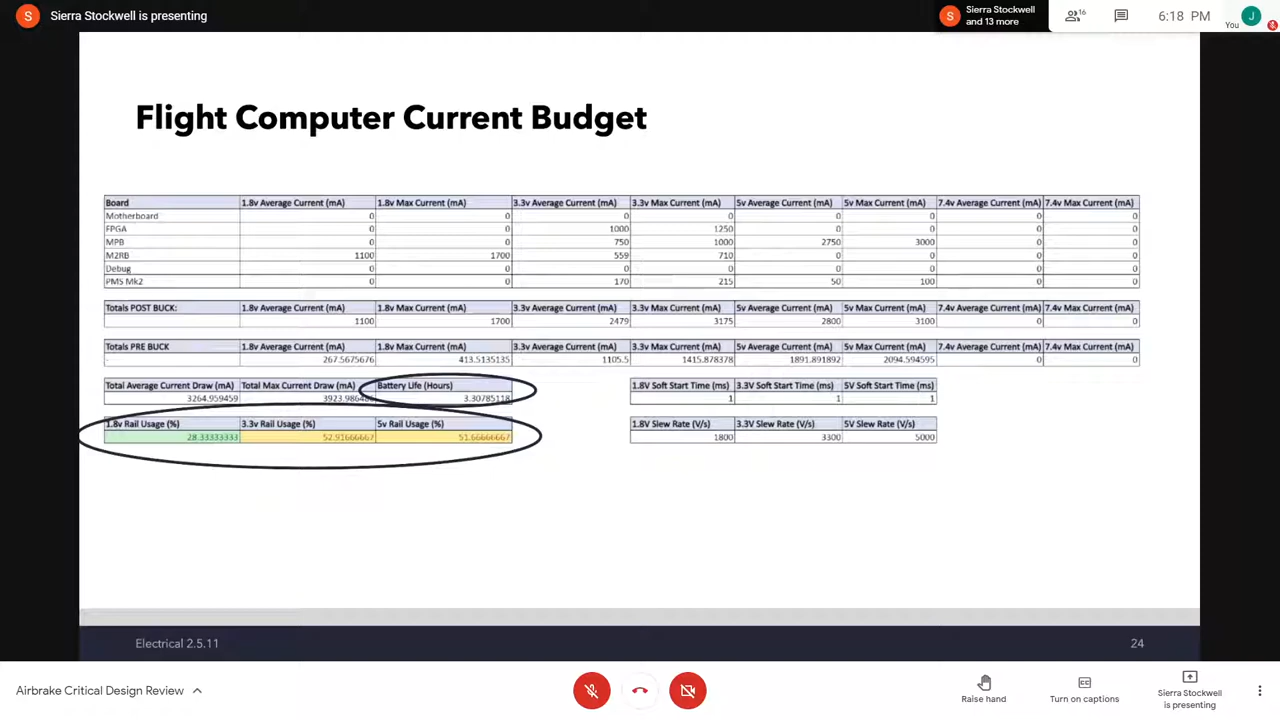 S Sierra Stockwell is presenting
S Sierra Stockwell and 13 more
16
6:18 PM
You
J
Flight Computer Current Budget
Board 1.8v Average Current (mA) 1.8v Max Current (mA) 3.3v Average Current (mA) 3.3v Max Current (mA) 5v Average Current (mA) 5v Max Current (mA) 7.4v Average Current (mA) 7.4v Max Current (mA)
Motherboard 0 0 0 0 0 0 0 0
FPGA 0 0 1000 1250 0 0 0 0
MPB 0 0 750 1000 2750 3000 0 0
M2RB 1100 1700 559 710 0 0 0 0
Debug 0 0 0 0 0 0 0 0
PMS Mk2 0 0 170 215 50 100 0 0
Totals POST BUCK: 1.8v Average Current (mA) 1.8v Max Current (mA) 3.3v Average Current (mA) 3.3v Max Current (mA) 5v Average Current (mA) 5v Max Current (mA) 7.4v Average Current (mA) 7.4v Max Current (mA)
1100 1700 2479 3175 2800 3100 0 0
Totals PRE BUCK 1.8v Average Current (mA) 1.8v Max Current (mA) 3.3v Average Current (mA) 3.3v Max Current (mA) 5v Average Current (mA) 5v Max Current (mA) 7.4v Average Current (mA) 7.4v Max Current (mA)
- 267.5675676 413.5135135 1105.5 1415.878378 1891.891892 2094.594595 0 0
Total Average Current Draw (mA) Total Max Current Draw (mA) Battery Life (Hours) 1.8V Soft Start Time (ms) 3.3V Soft Start Time (ms) 5V Soft Start Time (ms)
3264.959459 3.30785118 1 1 1
1.8v Rail Usage (%) 3.3v Rail Usage (%) 5v Rail Usage (%) 1.8V Slew Rate (V/s) 3.3V Slew Rate (V/s) 5V Slew Rate (V/s)
28.33333333 52.91666667 51.66666667 1800 3300 5000
Electrical 2.5.11 24
Airbrake Critical Design Review
Raise hand
CC
Turn on captions
Sierra Stockwell is presenting